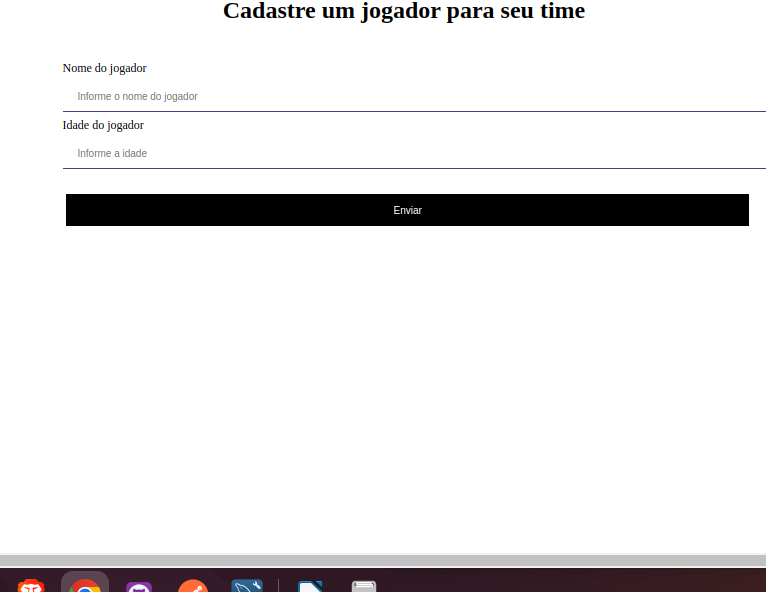 Cadastre um jogador para seu time
Nome do jogador
Informe o nome do jogador
Idade do jogador
Informe a idade
Enviar